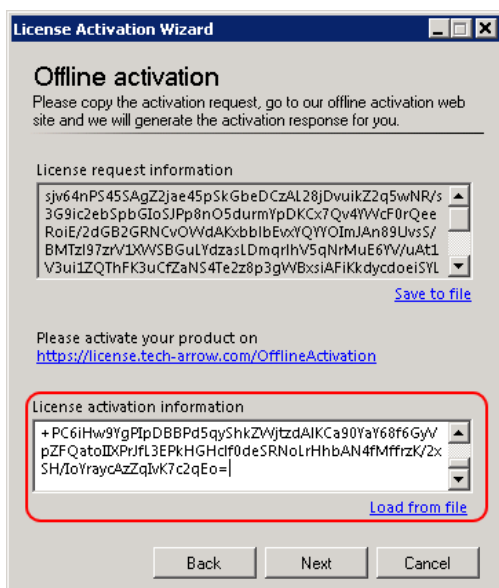 License Activation Wizard
Offline activation
Please copy the activation request, go to our offline activation web
site and we will generate the activation response for you.
License request information
sjv64nPS45SAgZ2jae45pSkGbeDCzAL28jDvuikZ2q5wNR/s
3G9ic2ebSpbGIoSJPp8nO5durmYpDKCx7Qv4YWcF0rQee
RoiE/2dGB2GRNCvOWdAKxbbIbEvxYQYYOImJAn89UvsS/
BMTzI97zrV1XWSBGuLYdzasLDmqrIhV5qNrMuE6YV/uAt1
V3ui1ZQThFK3uCfZaNS4Te2z8p3gWBxsiAFiKkdycdoeiSYL
Save to file
Please activate your product on
https://license.tech-arrow.com/OfflineActivation
License activation information
+PC6iHw9YgPIpDBBPd5qyShkZWjtzdAlKCa90YaY68f6GyV
pZFQatoIIXPrJfL3EPkHGHcIf0deSRNoLrHhbAN4fMffrzK/2x
SH/IoYraycAzZqIvK7c2qEo=
Load from file
Back
Next
Cancel